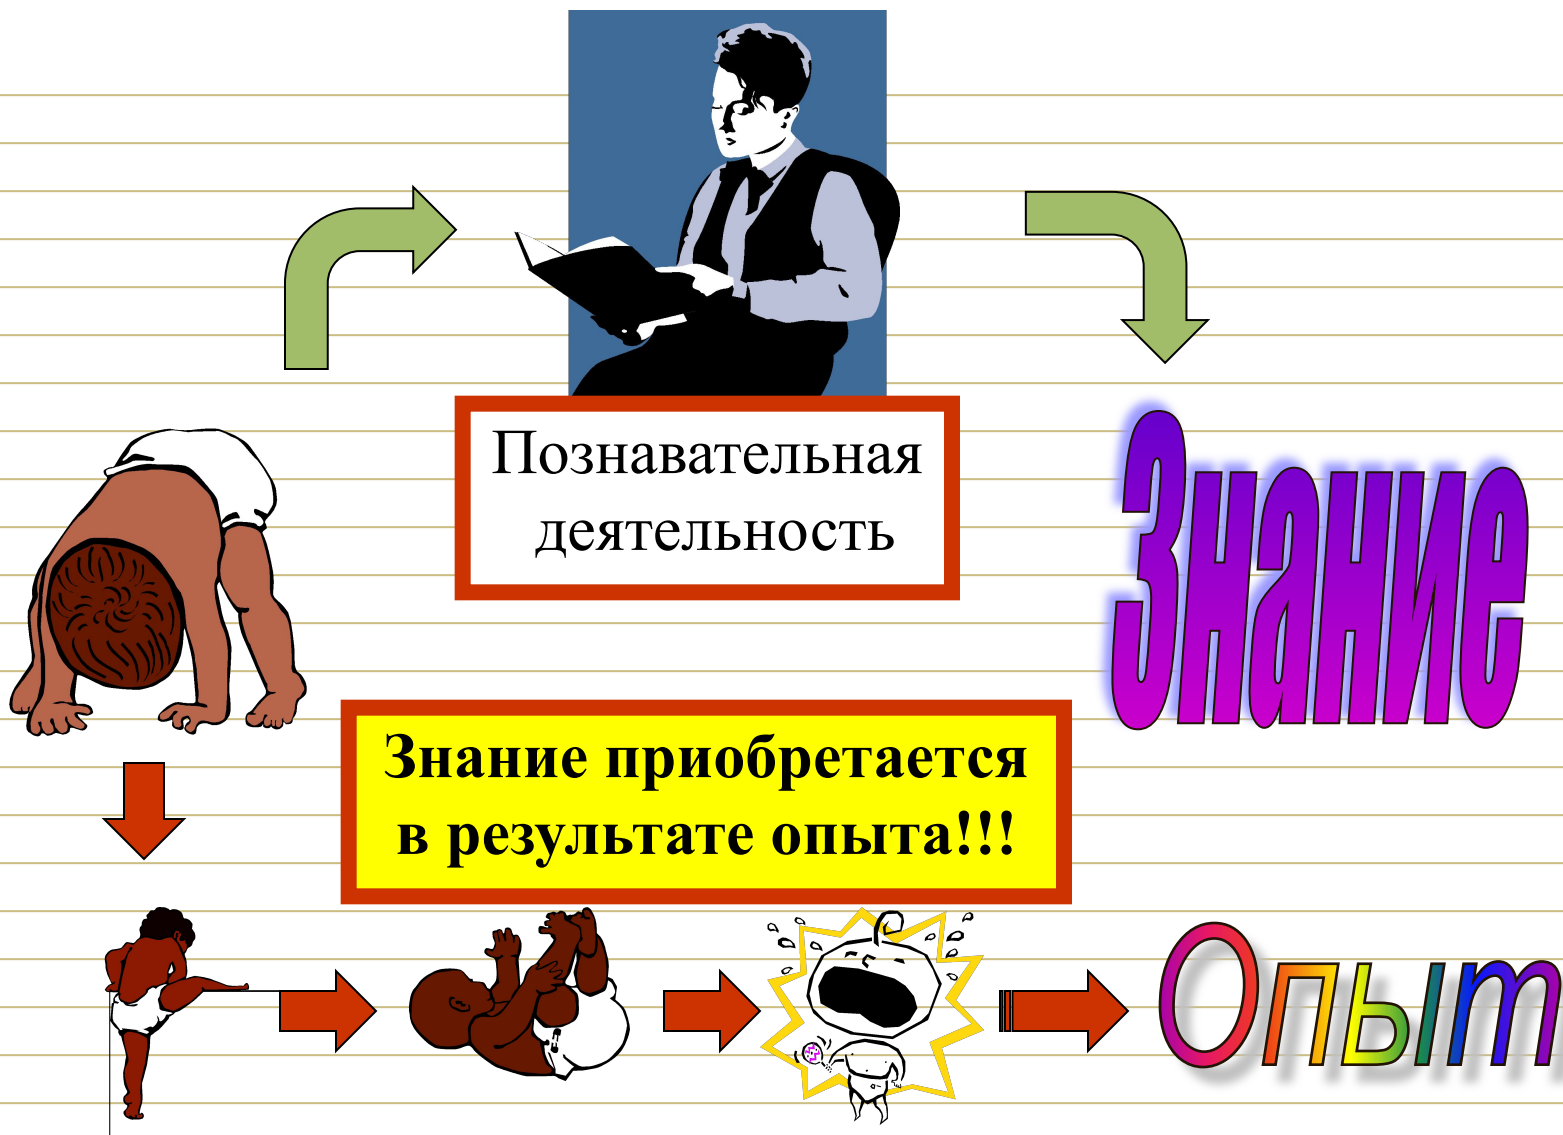 Познавательная
деятельность
Знание
Знание приобретается
в результате опыта!!!
Опыт